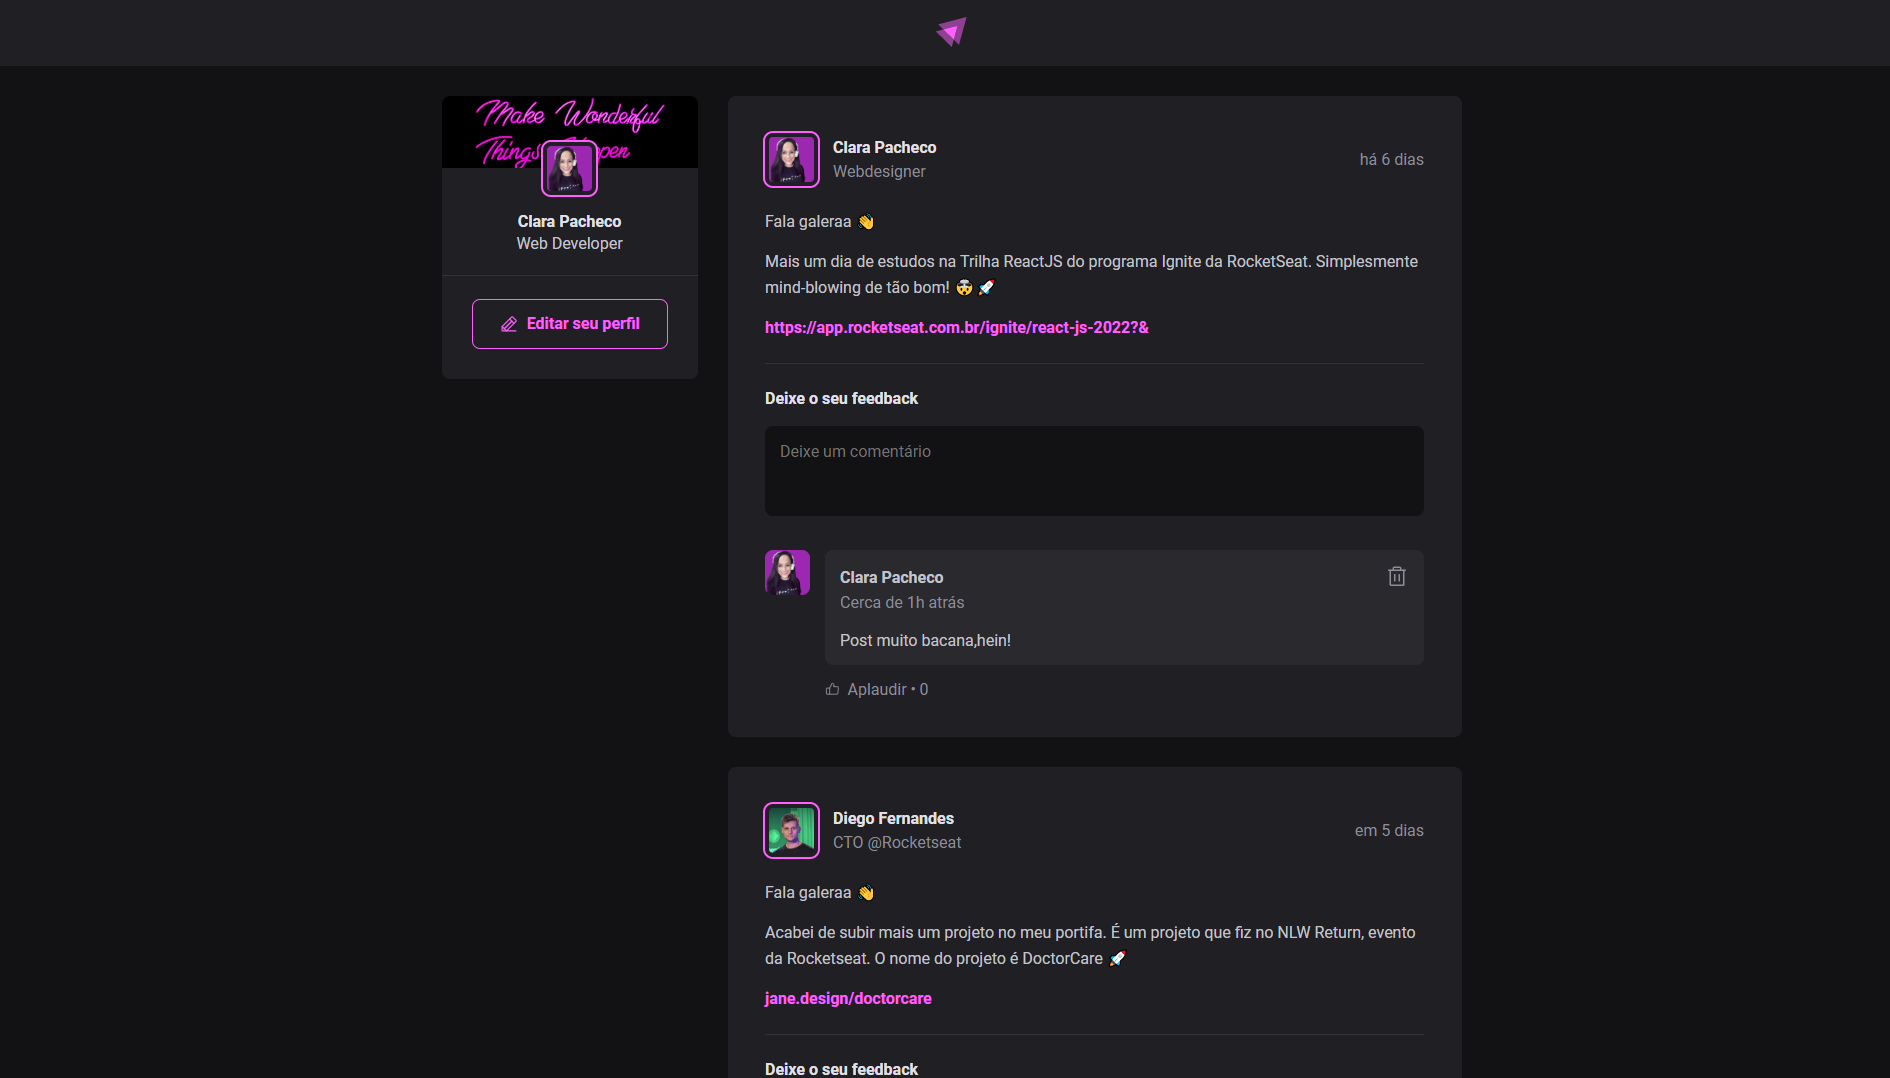 Make Wonderful
Things pen
Clara Pacheco
Web Developer
Editar seu perfil
Clara Pacheco
Webdesigner
há 6 dias
Fala galeraa 👋
Mais um dia de estudos na Trilha ReactJS do programa Ignite da RocketSeat. Simplesmente
mind-blowing de tão bom! 🤯 🚀
https://app.rocketseat.com.br/ignite/react-js-2022?&
Deixe o seu feedback
Deixe um comentário
Clara Pacheco
Cerca de 1h atrás
Post muito bacana,hein!
Aplaudir • 0
Diego Fernandes
CTO @Rocketseat
em 5 dias
Fala galeraa 👋
Acabei de subir mais um projeto no meu portifa. É um projeto que fiz no NLW Return, evento
da Rocketseat. O nome do projeto é DoctorCare 🚀
jane.design/doctorcare
Deixe o seu feedback